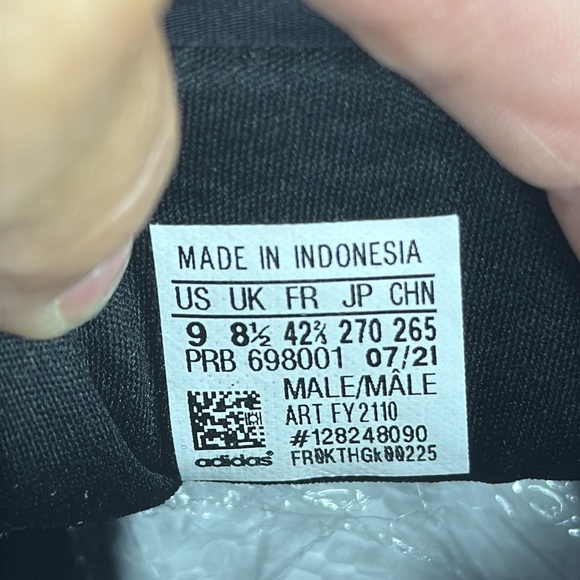 MADE IN INDONESIA
US UK FR JP CHN
9 8½ 42⅔ 270 265
PRB 698001 07/21
MALE/MÂLE
ART FY2110
#128248090
adidas FR0KTHGk00225